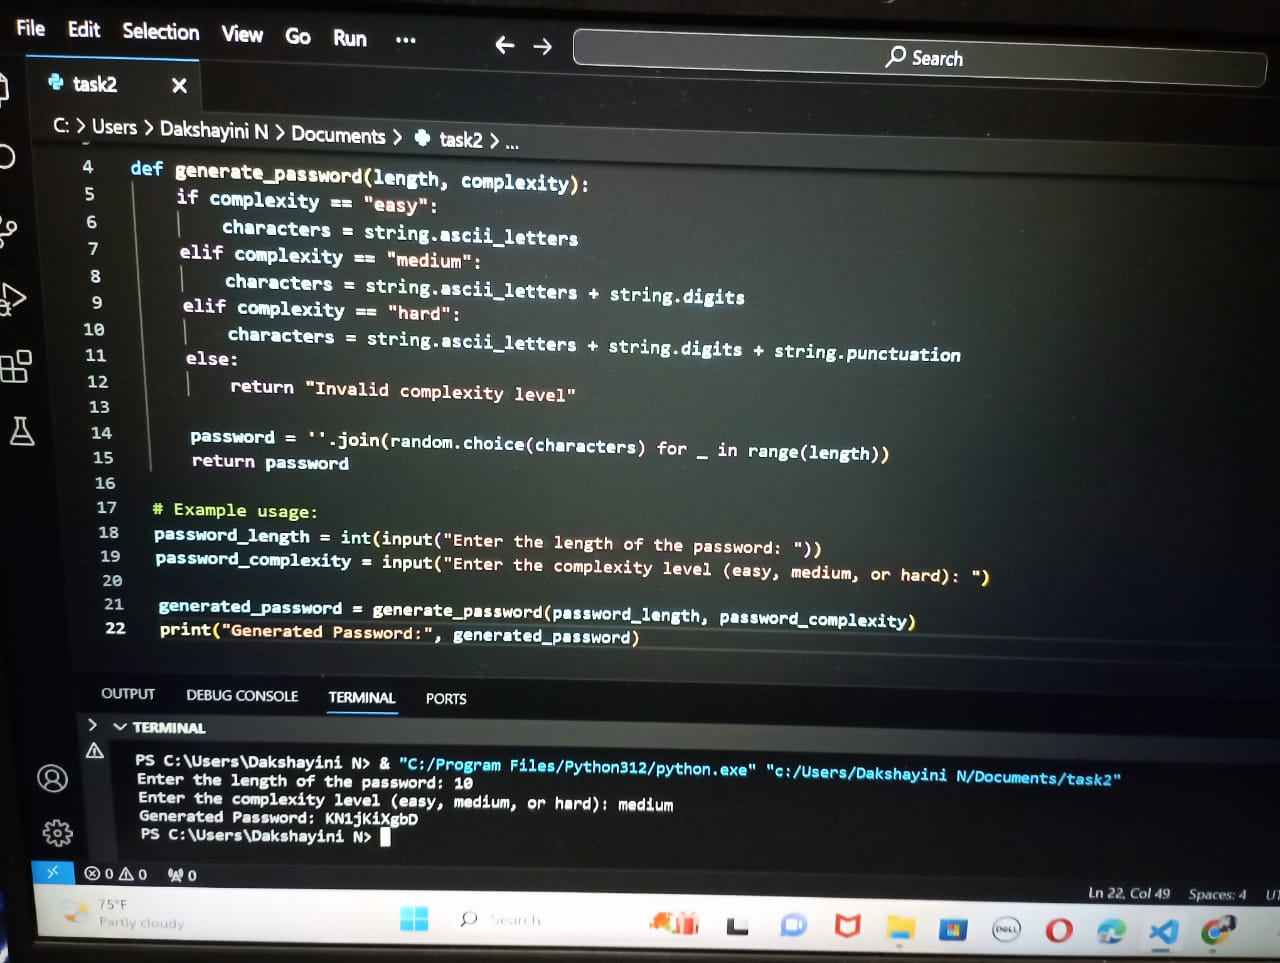 File Edit Selection View Go Run ...
Search
task2
C: > Users > Dakshayini N > Documents > task2 > ...
4 def generate_password(length, complexity):
5 if complexity == "easy":
6 characters = string.ascii_letters
7 elif complexity == "medium":
8 characters = string.ascii_letters + string.digits
9 elif complexity == "hard":
10 characters = string.ascii_letters + string.digits + string.punctuation
11 else:
12 return "Invalid complexity level"
13
14 password = ''.join(random.choice(characters) for _ in range(length))
15 return password
16
17 # Example usage:
18 password_length = int(input("Enter the length of the password: "))
19 password_complexity = input("Enter the complexity level (easy, medium, or hard): ")
20
21 generated_password = generate_password(password_length, password_complexity)
22 print("Generated Password:", generated_password)
OUTPUT DEBUG CONSOLE TERMINAL PORTS
TERMINAL
PS C:\Users\Dakshayini N> & "C:/Program Files/Python312/python.exe" "c:/Users/Dakshayini N/Documents/task2"
Enter the length of the password: 10
Enter the complexity level (easy, medium, or hard): medium
Generated Password: KN1jKiXgbD
PS C:\Users\Dakshayini N>
0 0 0
Ln 22, Col 49 Spaces: 4
75°F
Partly cloudy
Search
DELL